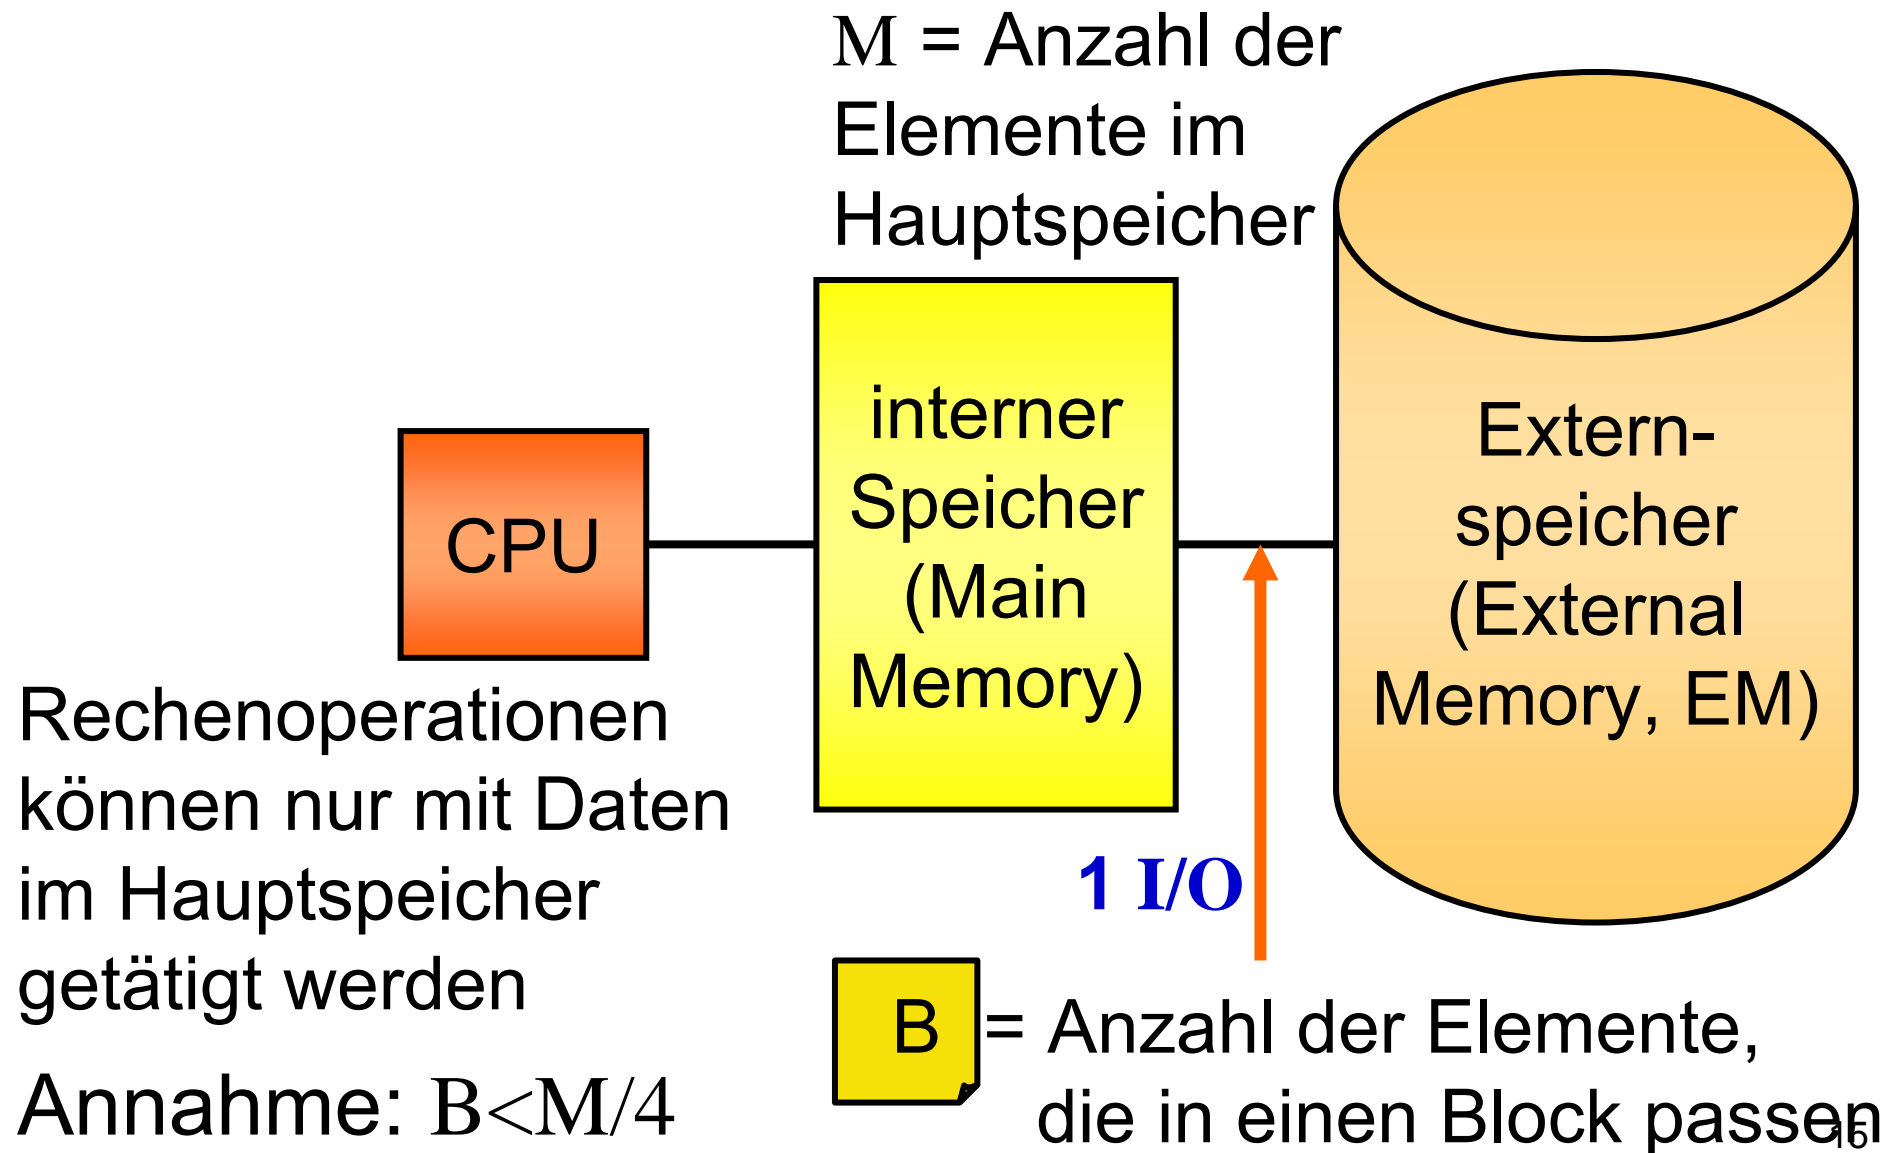 M = Anzahl der
Elemente im
Hauptspeicher
interner
Speicher
(Main
Memory)
Extern-
speicher
(External
Memory, EM)
CPU
Rechenoperationen
können nur mit Daten
im Hauptspeicher
getätigt werden
Annahme: B<M/4
1 I/O
B = Anzahl der Elemente,
die in einen Block passen
15